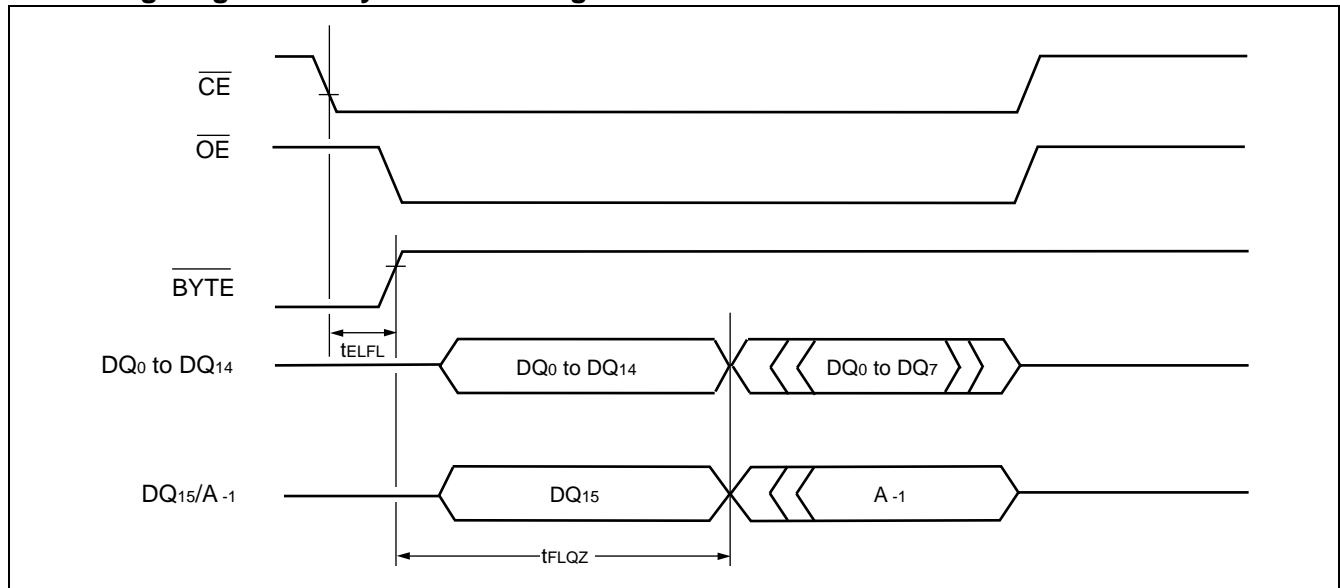 CE
OE
BYTE
tELFL
DQ0 to DQ14
DQ0 to DQ14
DQ0 to DQ7
DQ15/A -1
DQ15
A -1
tFLQZ